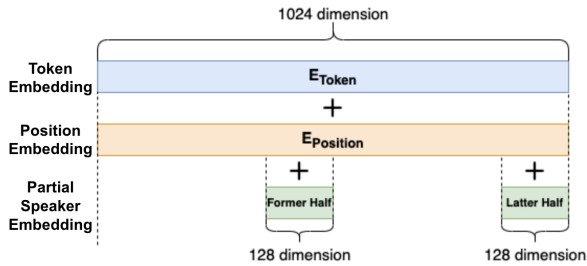 1024 dimension
Token
Embedding
E_Token
+
Position
Embedding
E_Position
+ +
Partial
Speaker
Embedding
Former Half
Latter Half
128 dimension
128 dimension